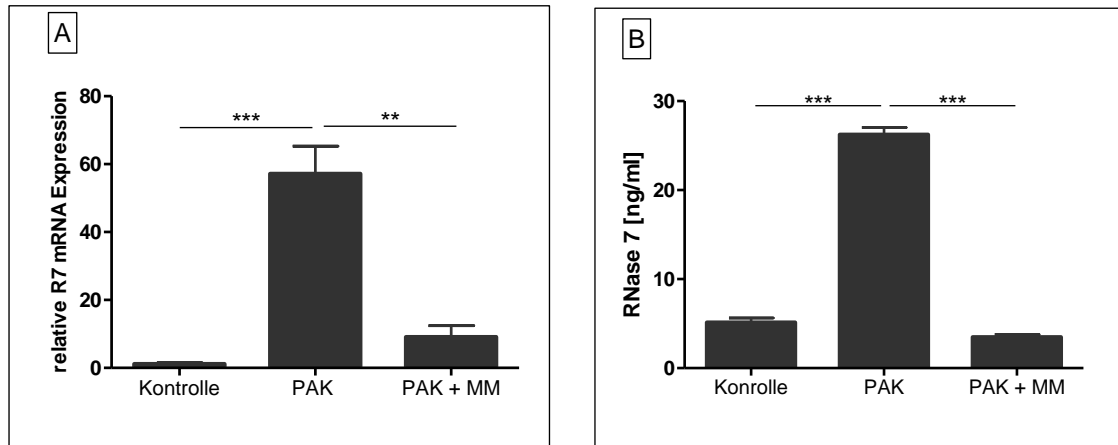 A
relative R7 mRNA Expression
80
60
40
20
0
***
**
Kontrolle
PAK
PAK + MM
B
RNase 7 [ng/ml]
30
20
10
0
***
***
Konrolle
PAK
PAK + MM